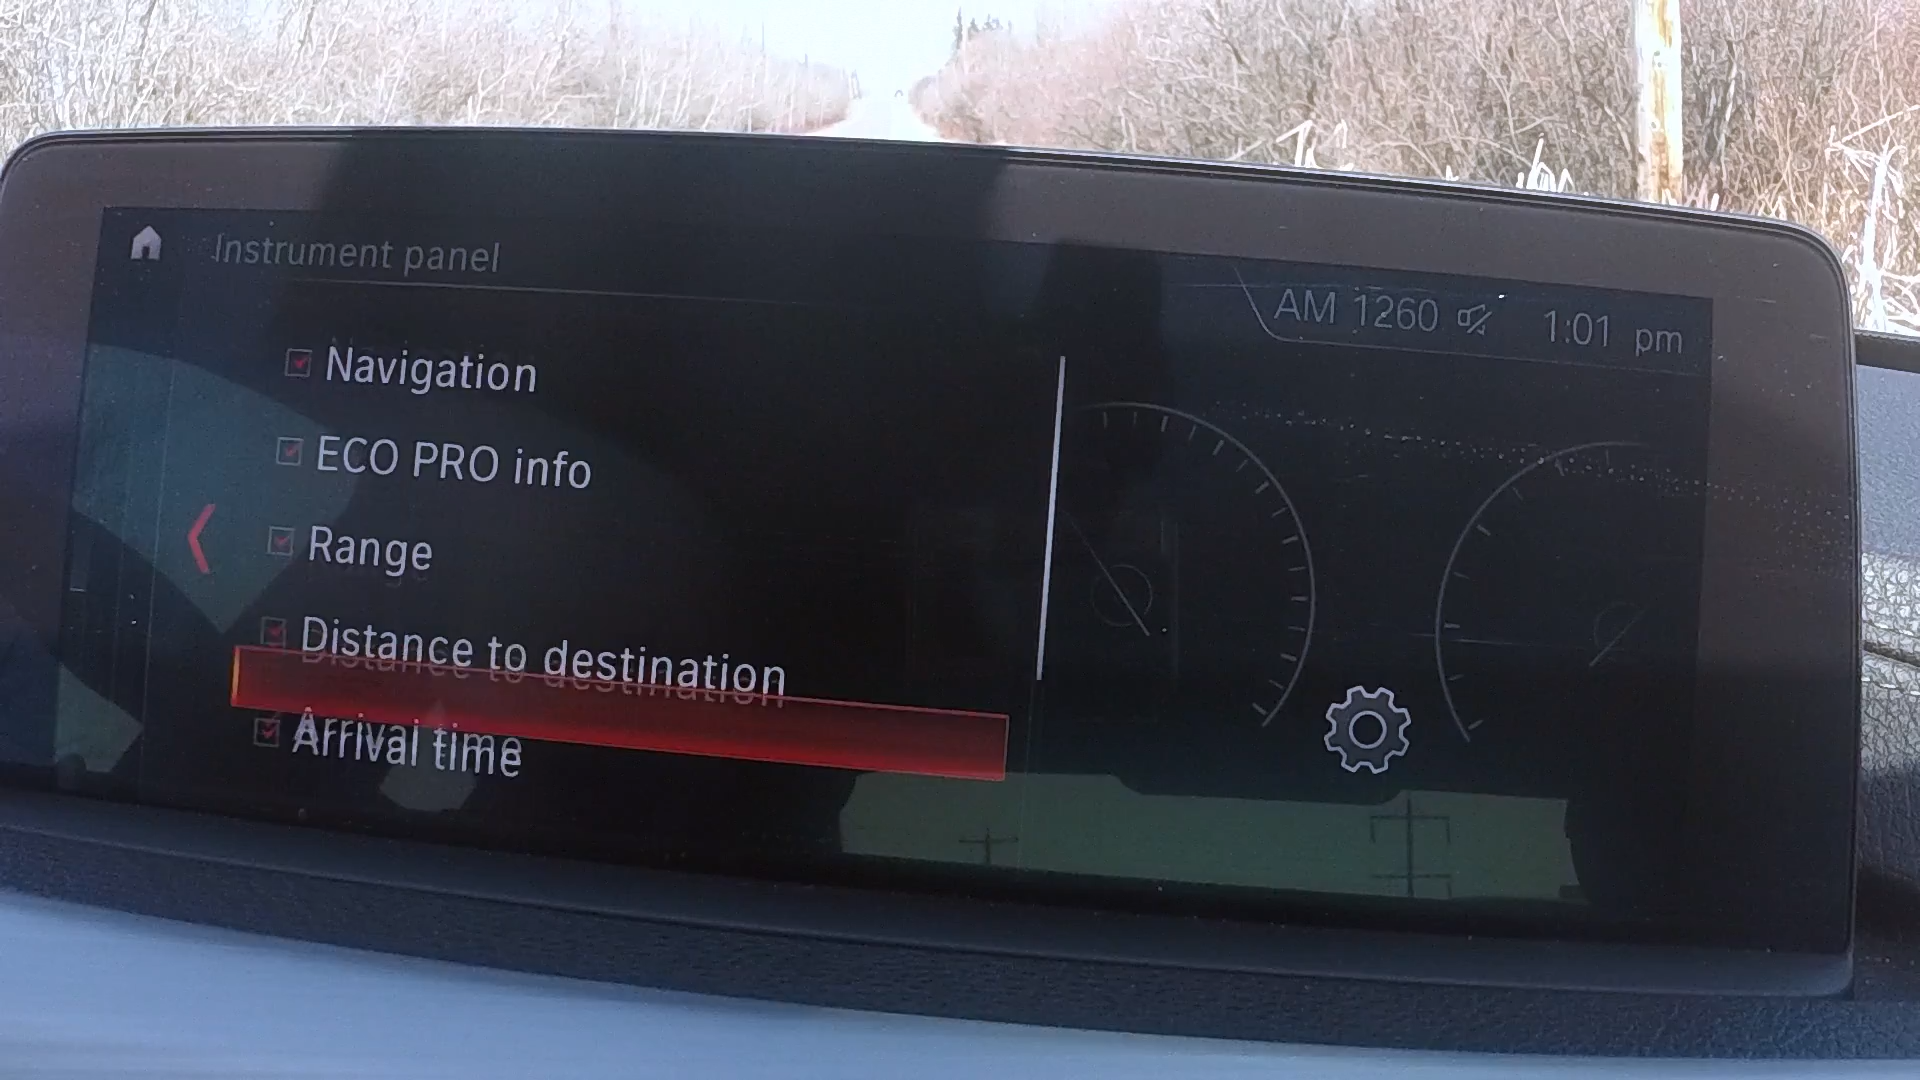 Instrument panel
AM 1260
1:01 pm
Navigation
ECO PRO info
Range
Distance to destination
Arrival time